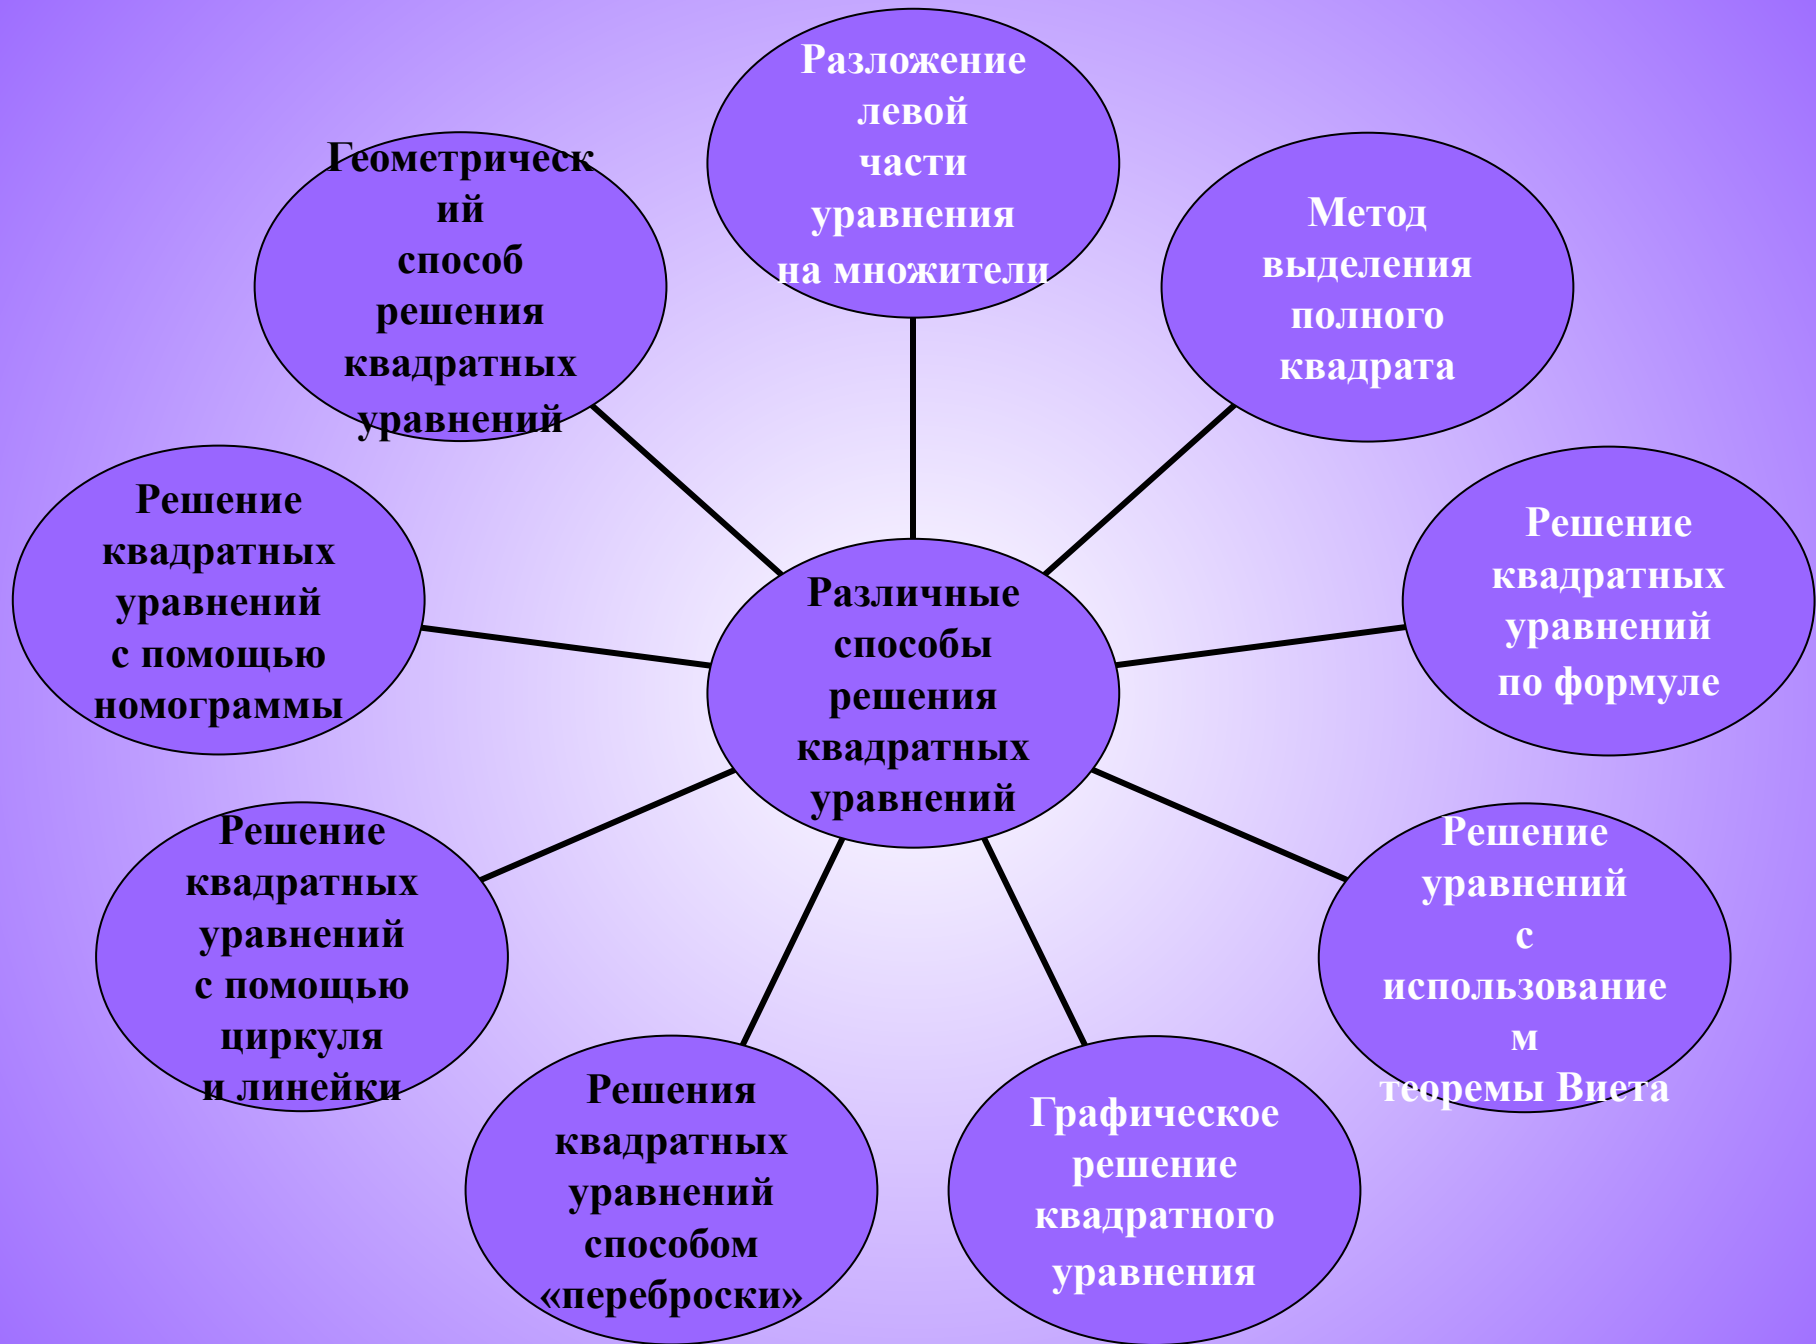 Разложение
левой
части
уравнения
на множители
Геометрическ
ий
способ
решения
квадратных
уравнений
Метод
выделения
полного
квадрата
Решение
квадратных
уравнений
с помощью
номограммы
Решение
квадратных
уравнений
по формуле
Различные
способы
решения
квадратных
уравнений
Решение
квадратных
уравнений
с помощью
циркуля
и линейки
Решение
уравнений
с
использование
м
теоремы Виета
Решения
квадратных
уравнений
способом
«переброски»
Графическое
решение
квадратного
уравнения